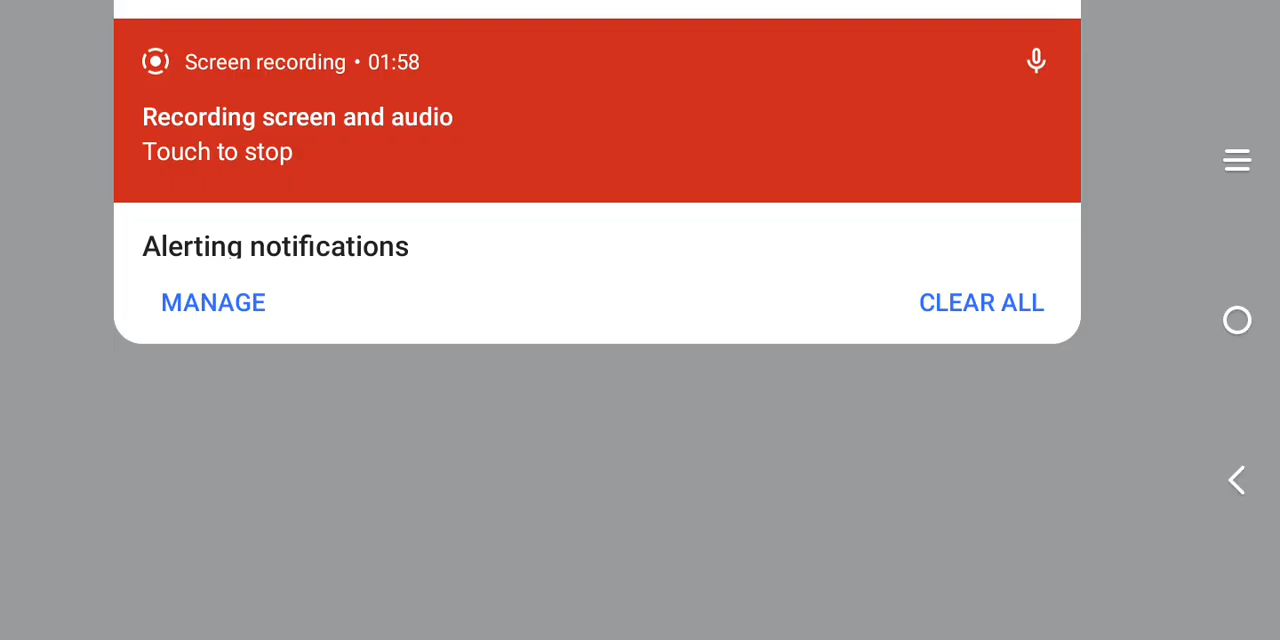 Screen recording • 01:58
Recording screen and audio
Touch to stop
Alerting notifications
MANAGE
CLEAR ALL